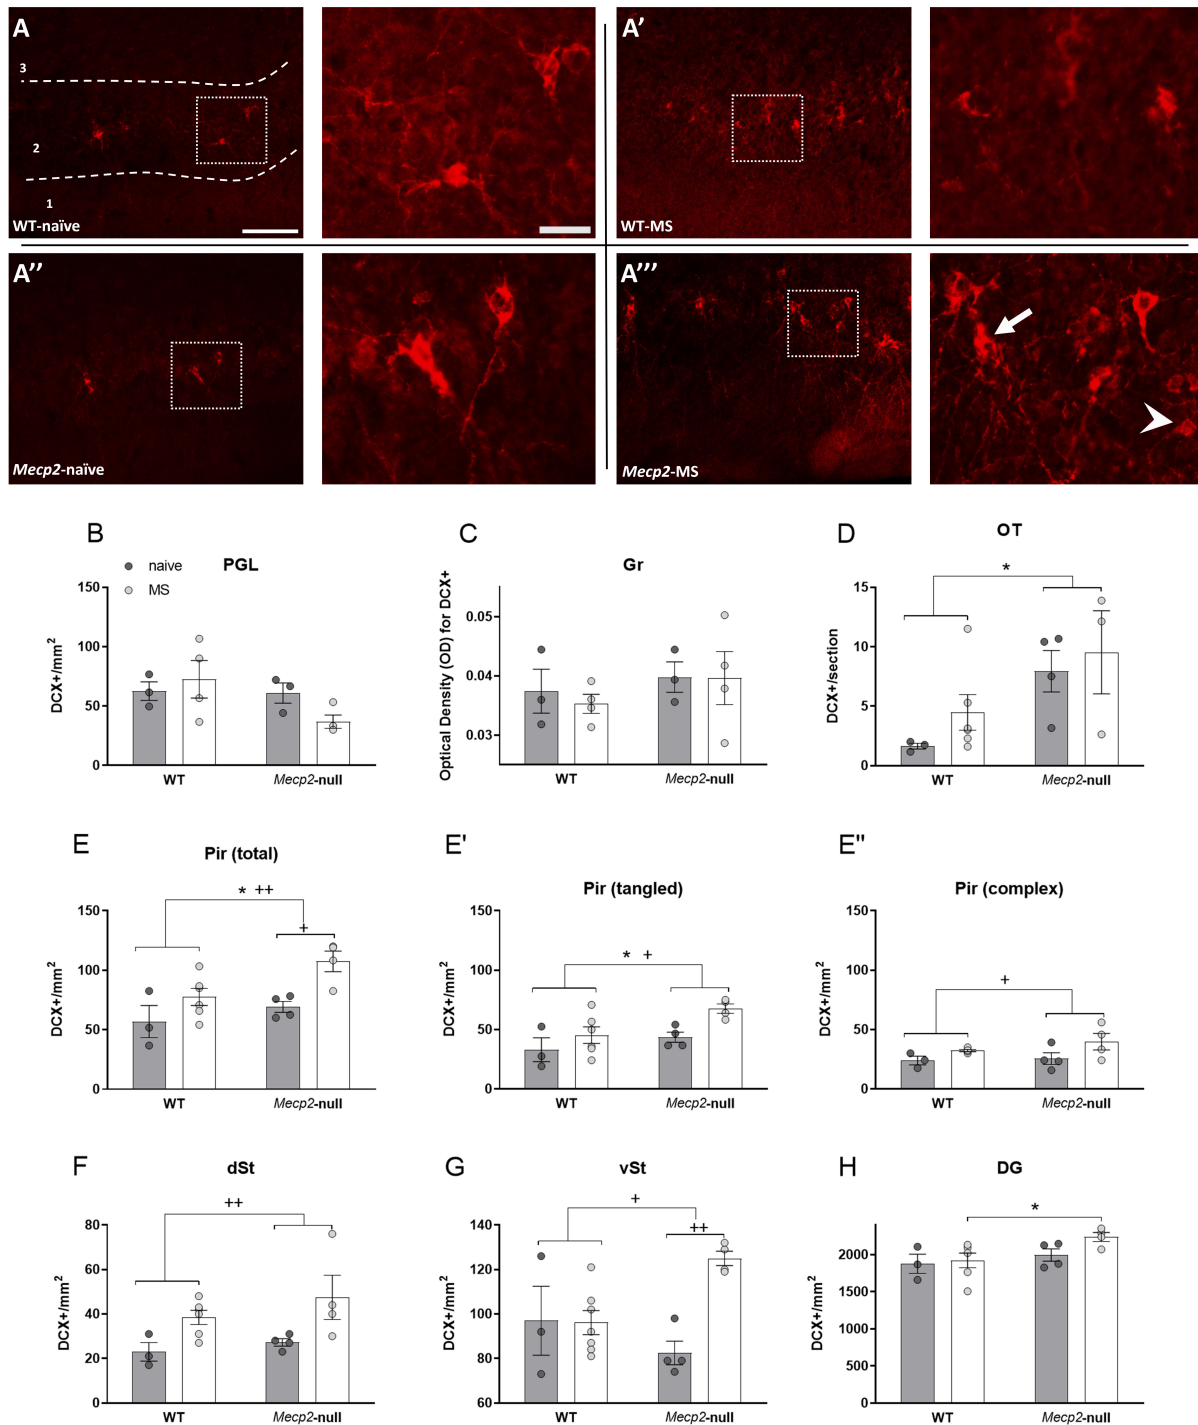 A
3
2
1
WT-naïve
A'
WT-MS
A''
Mecp2-naïve
A'''
Mecp2-MS
B
PGL
naive
MS
DCX+/mm2
150
100
50
0
WT
Mecp2-null
C
Gr
Optical Density (OD) for DCX+
0.05
0.04
0.03
WT
Mecp2-null
D
OT
*
DCX+/section
15
10
5
0
WT
Mecp2-null
E
Pir (total)
* ++
+
DCX+/mm2
150
100
50
0
WT
Mecp2-null
E'
Pir (tangled)
* +
DCX+/mm2
150
100
50
0
WT
Mecp2-null
E''
Pir (complex)
+
DCX+/mm2
150
100
50
0
WT
Mecp2-null
F
dSt
++
DCX+/mm2
80
60
40
20
0
WT
Mecp2-null
G
vSt
+
++
DCX+/mm2
140
120
100
80
60
WT
Mecp2-null
H
DG
*
DCX+/mm2
2000
1500
1000
500
0
WT
Mecp2-null